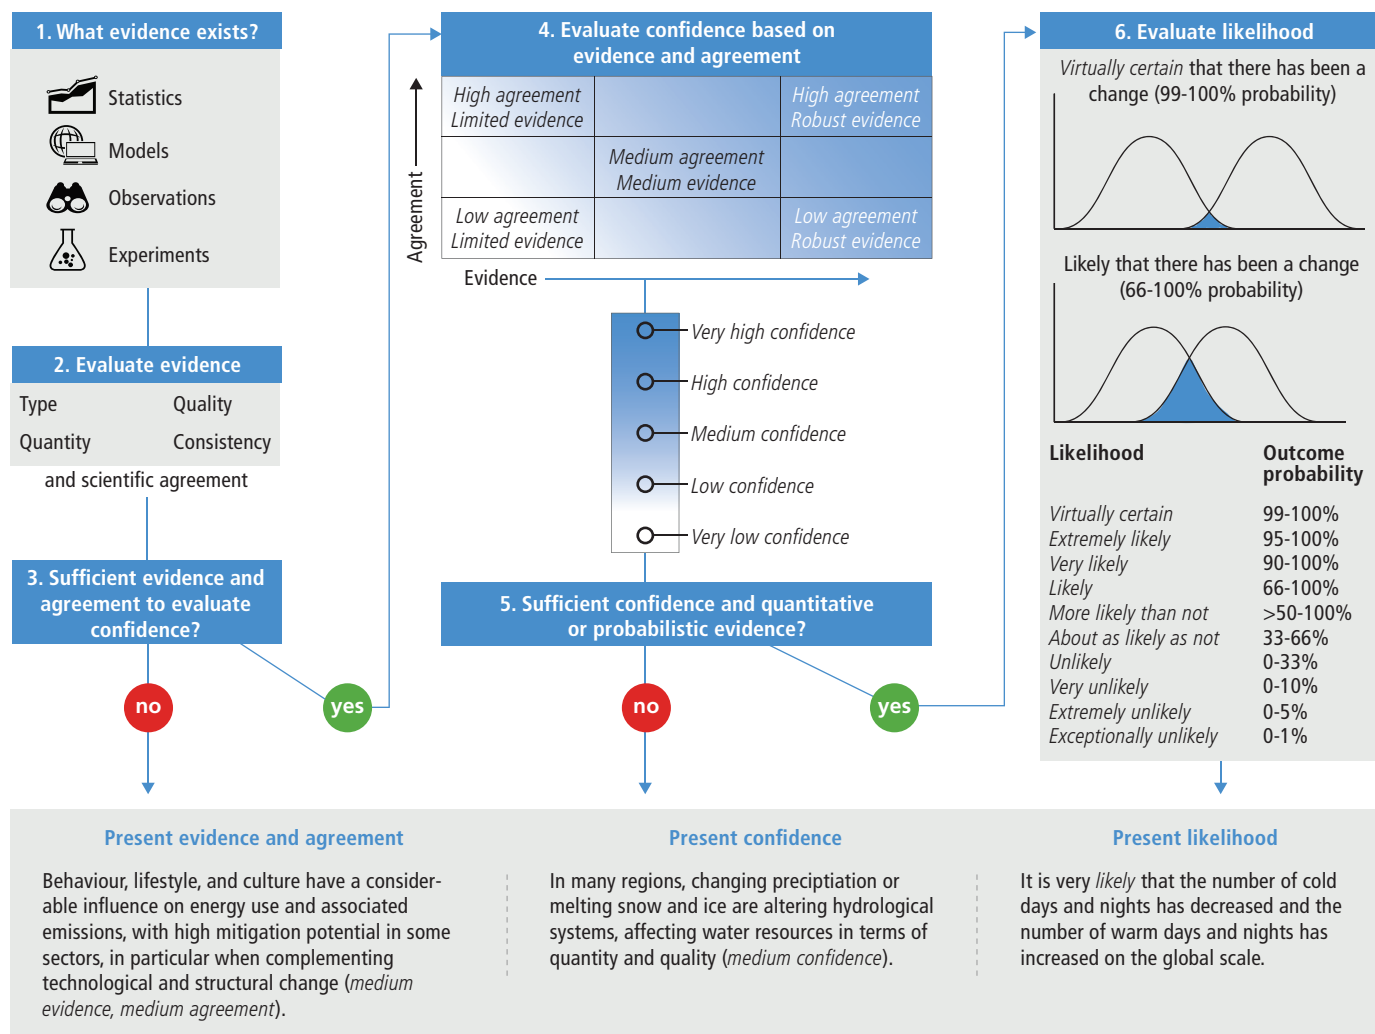 1. What evidence exists?
Statistics
Models
Observations
Experiments
2. Evaluate evidence
Type
Quality
Quantity
Consistency
and scientific agreement
3. Sufficient evidence and
agreement to evaluate
confidence?
no
yes
4. Evaluate confidence based on
evidence and agreement
Agreement
High agreement
Limited evidence
High agreement
Robust evidence
Medium agreement
Medium evidence
Low agreement
Limited evidence
Low agreement
Robust evidence
Evidence
Very high confidence
High confidence
Medium confidence
Low confidence
Very low confidence
5. Sufficient confidence and quantitative
or probabilistic evidence?
no
yes
6. Evaluate likelihood
Virtually certain that there has been a
change (99-100% probability)
Likely that there has been a change
(66-100% probability)
Likelihood
Outcome
probability
Virtually certain 99-100%
Extremely likely 95-100%
Very likely 90-100%
Likely 66-100%
More likely than not >50-100%
About as likely as not 33-66%
Unlikely 0-33%
Very unlikely 0-10%
Extremely unlikely 0-5%
Exceptionally unlikely 0-1%
Present evidence and agreement
Behaviour, lifestyle, and culture have a consider-
able influence on energy use and associated
emissions, with high mitigation potential in some
sectors, in particular when complementing
technological and structural change (medium
evidence, medium agreement).
Present confidence
In many regions, changing preciptiation or
melting snow and ice are altering hydrological
systems, affecting water resources in terms of
quantity and quality (medium confidence).
Present likelihood
It is very likely that the number of cold
days and nights has decreased and the
number of warm days and nights has
increased on the global scale.